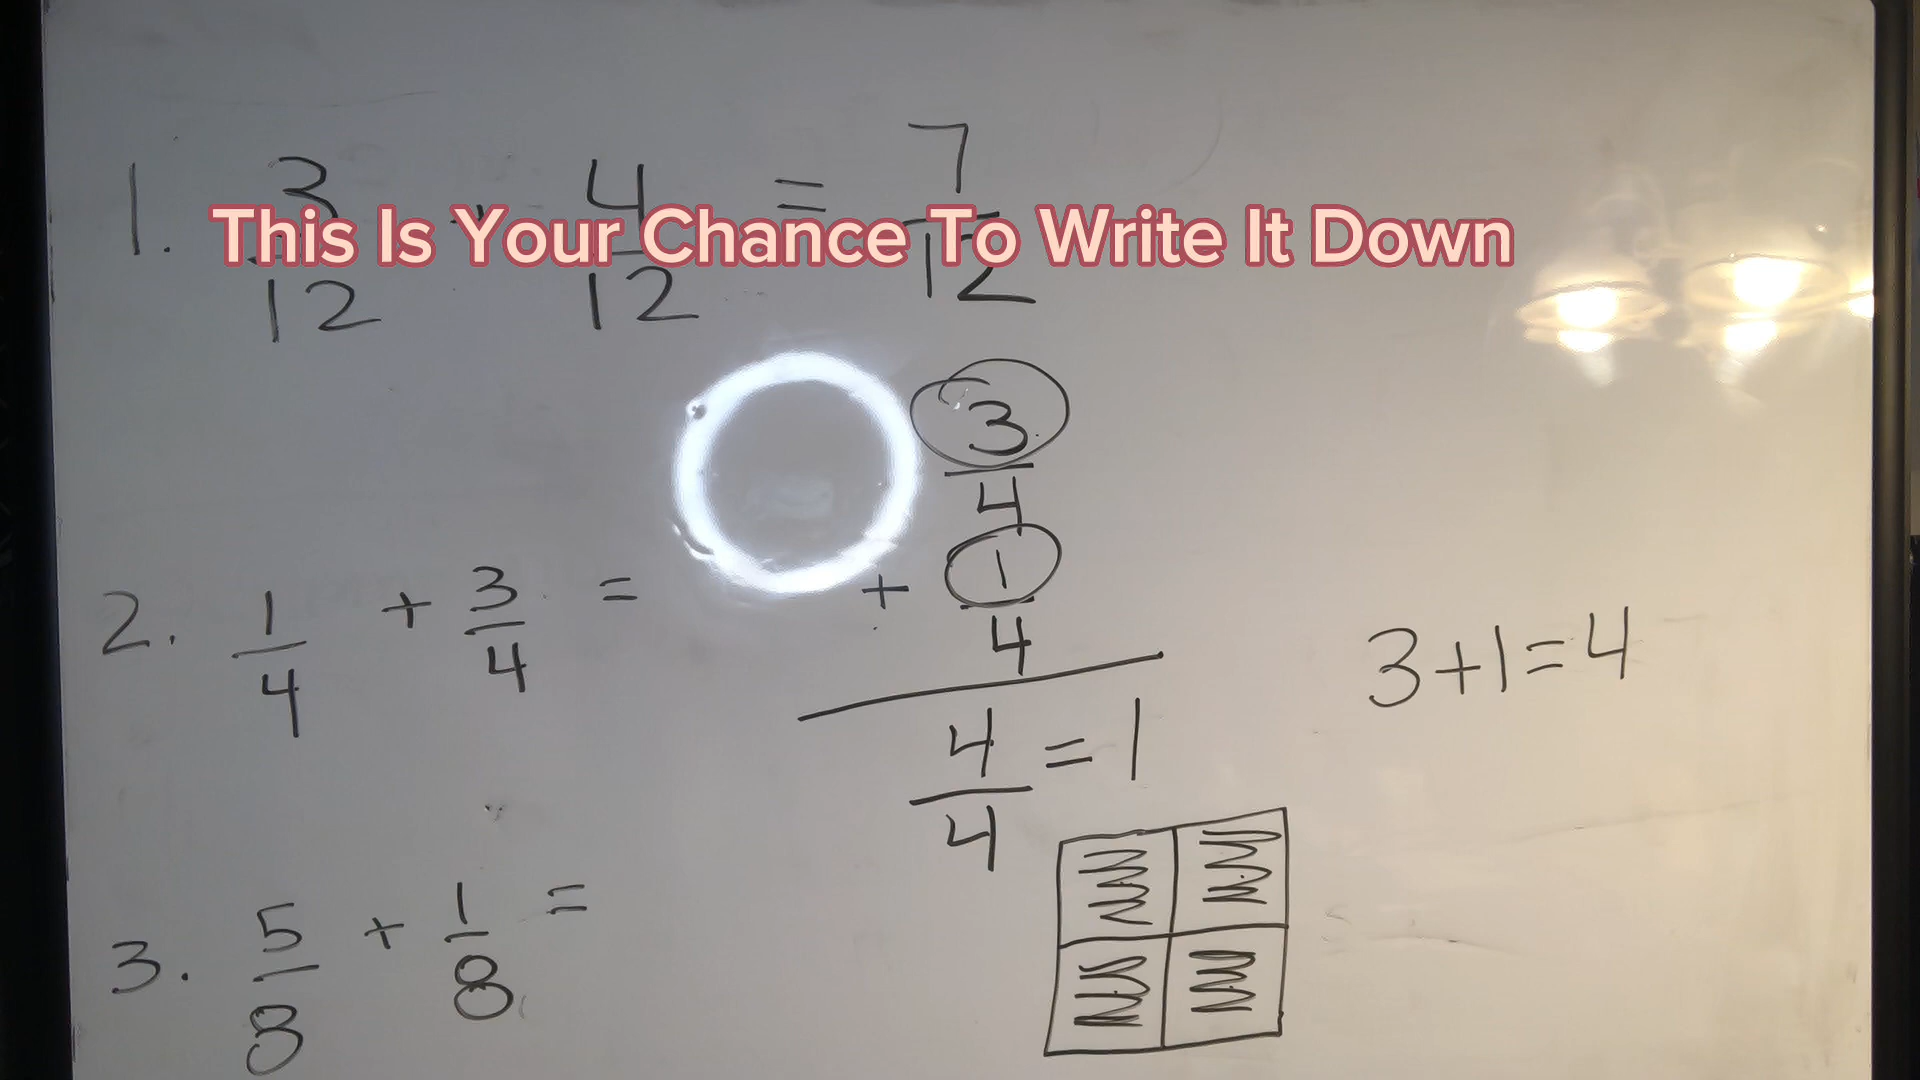 1. 3/12 + 4/12 = 7/12
This Is Your Chance To Write It Down
2. 1/4 + 3/4 =
3/4
+ 1/4
4/4 = 1
3+1=4
3. 5/8 + 1/8 =